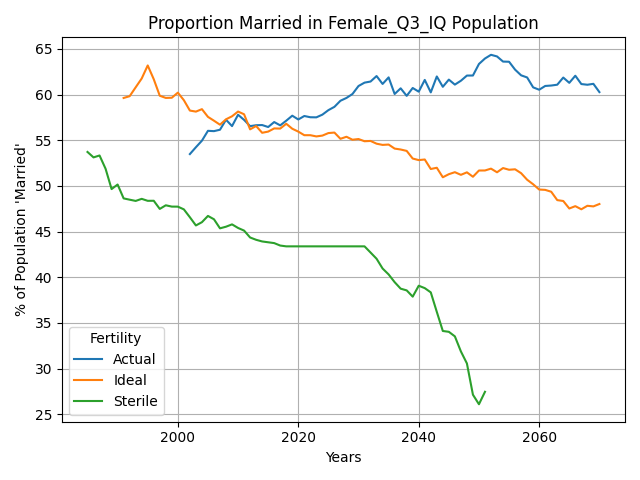 Proportion Married in Female_Q3_IQ Population
% of Population 'Married'
65
60
55
50
45
40
35
30
25
Fertility
Actual
Ideal
Sterile
2000 2020 2040 2060
Years